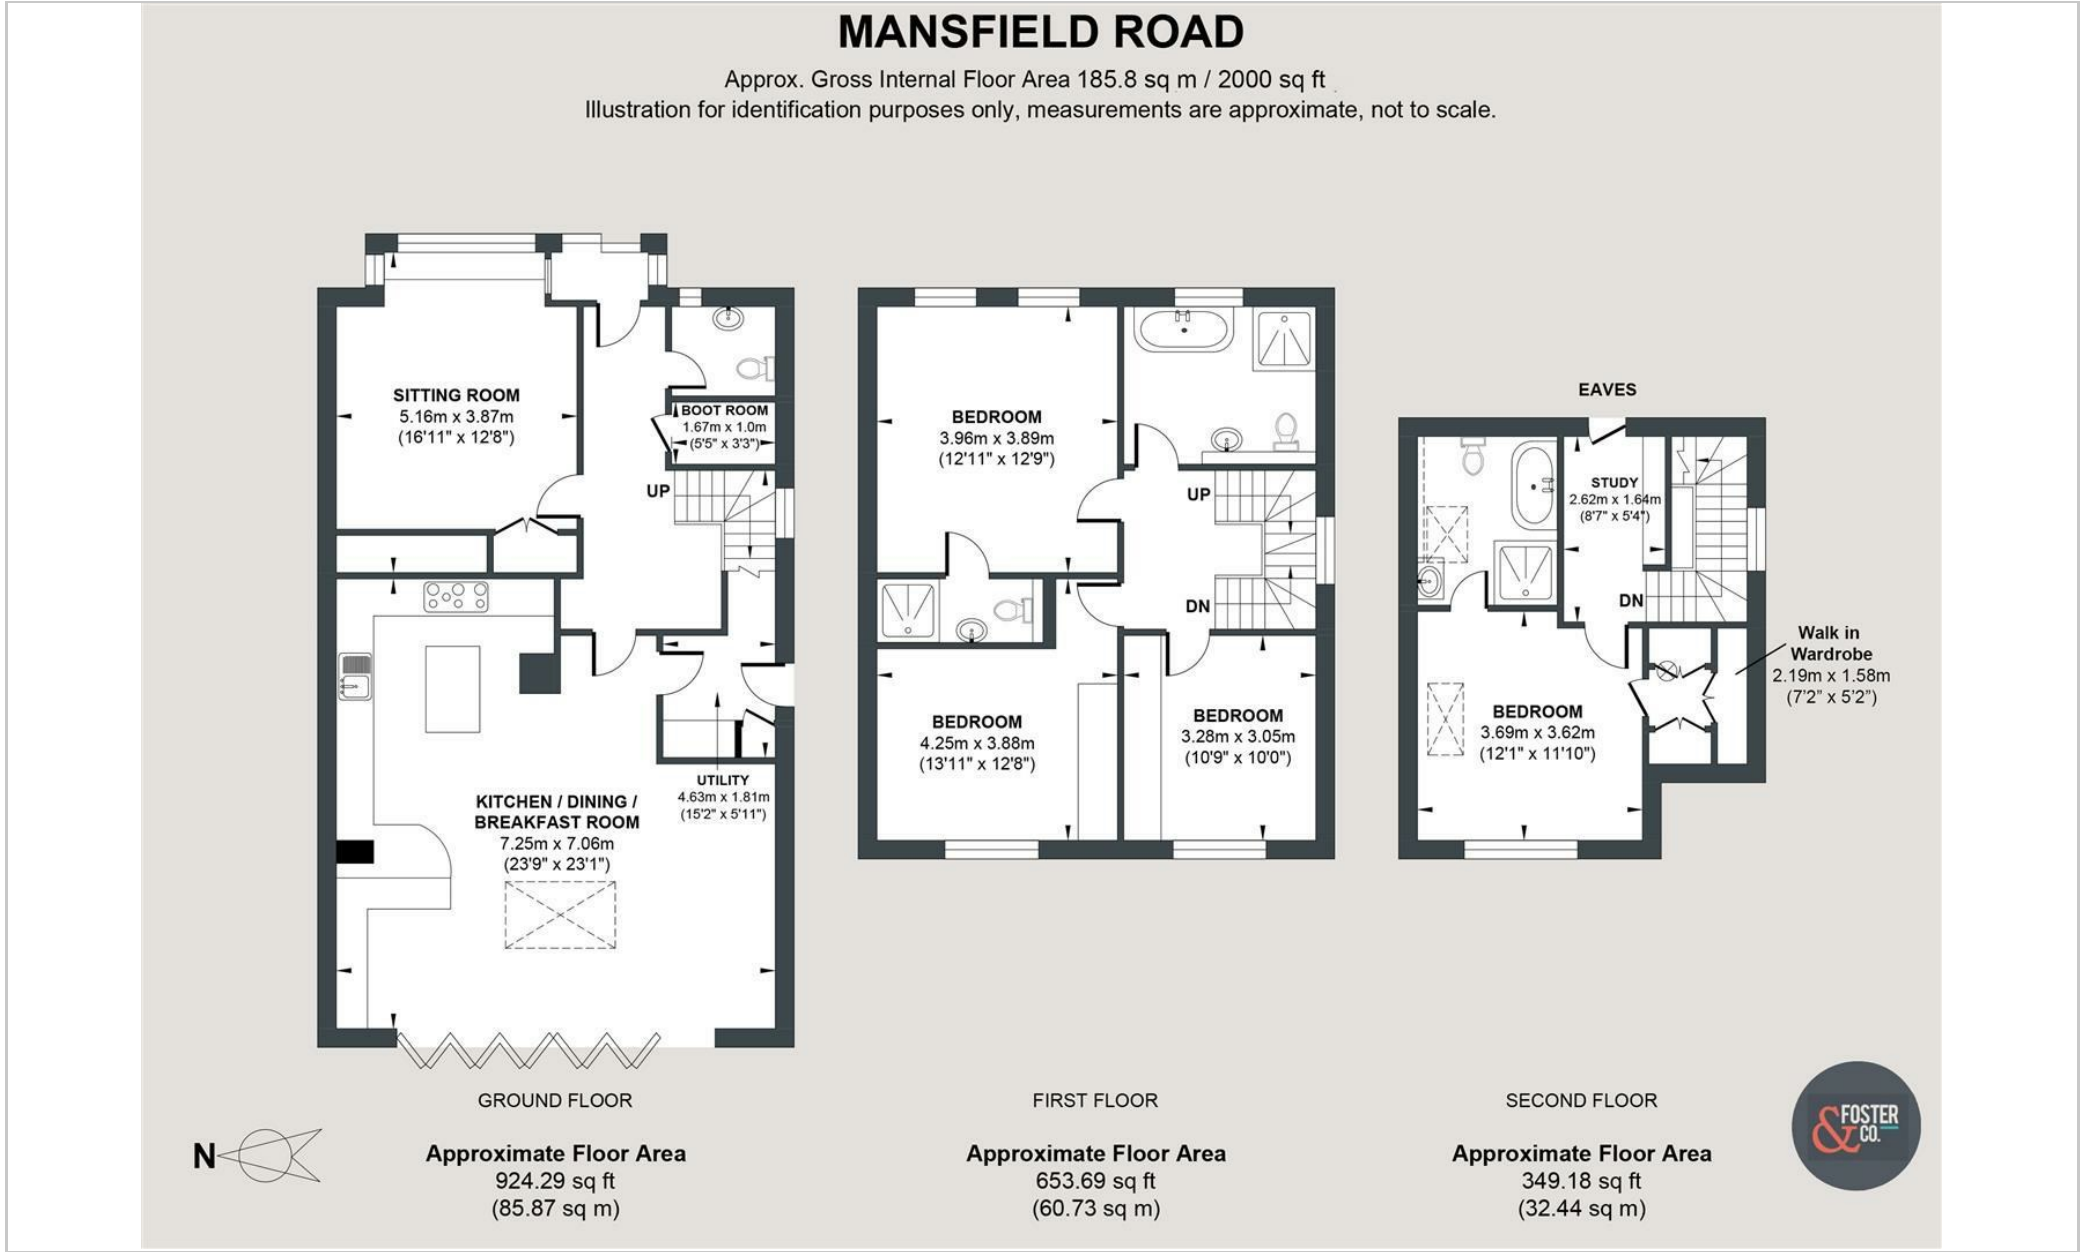 MANSFIELD ROAD
Approx. Gross Internal Floor Area 185.8 sq m / 2000 sq ft
Illustration for identification purposes only, measurements are approximate, not to scale.
SITTING ROOM
5.16m x 3.87m
(16'11" x 12'8")
BOOT ROOM
1.67m x 1.0m
(5'5" x 3'3")
UP
UTILITY
4.63m x 1.81m
(15'2" x 5'11")
KITCHEN / DINING /
BREAKFAST ROOM
7.25m x 7.06m
(23'9" x 23'1")
BEDROOM
3.96m x 3.89m
(12'11" x 12'9")
UP
DN
BEDROOM
4.25m x 3.88m
(13'11" x 12'8")
BEDROOM
3.28m x 3.05m
(10'9" x 10'0")
EAVES
STUDY
2.62m x 1.64m
(8'7" x 5'4")
DN
Walk in
Wardrobe
2.19m x 1.58m
(7'2" x 5'2")
BEDROOM
3.69m x 3.62m
(12'1" x 11'10")
GROUND FLOOR
Approximate Floor Area
924.29 sq ft
(85.87 sq m)
FIRST FLOOR
Approximate Floor Area
653.69 sq ft
(60.73 sq m)
SECOND FLOOR
Approximate Floor Area
349.18 sq ft
(32.44 sq m)
N
& FOSTER
CO.